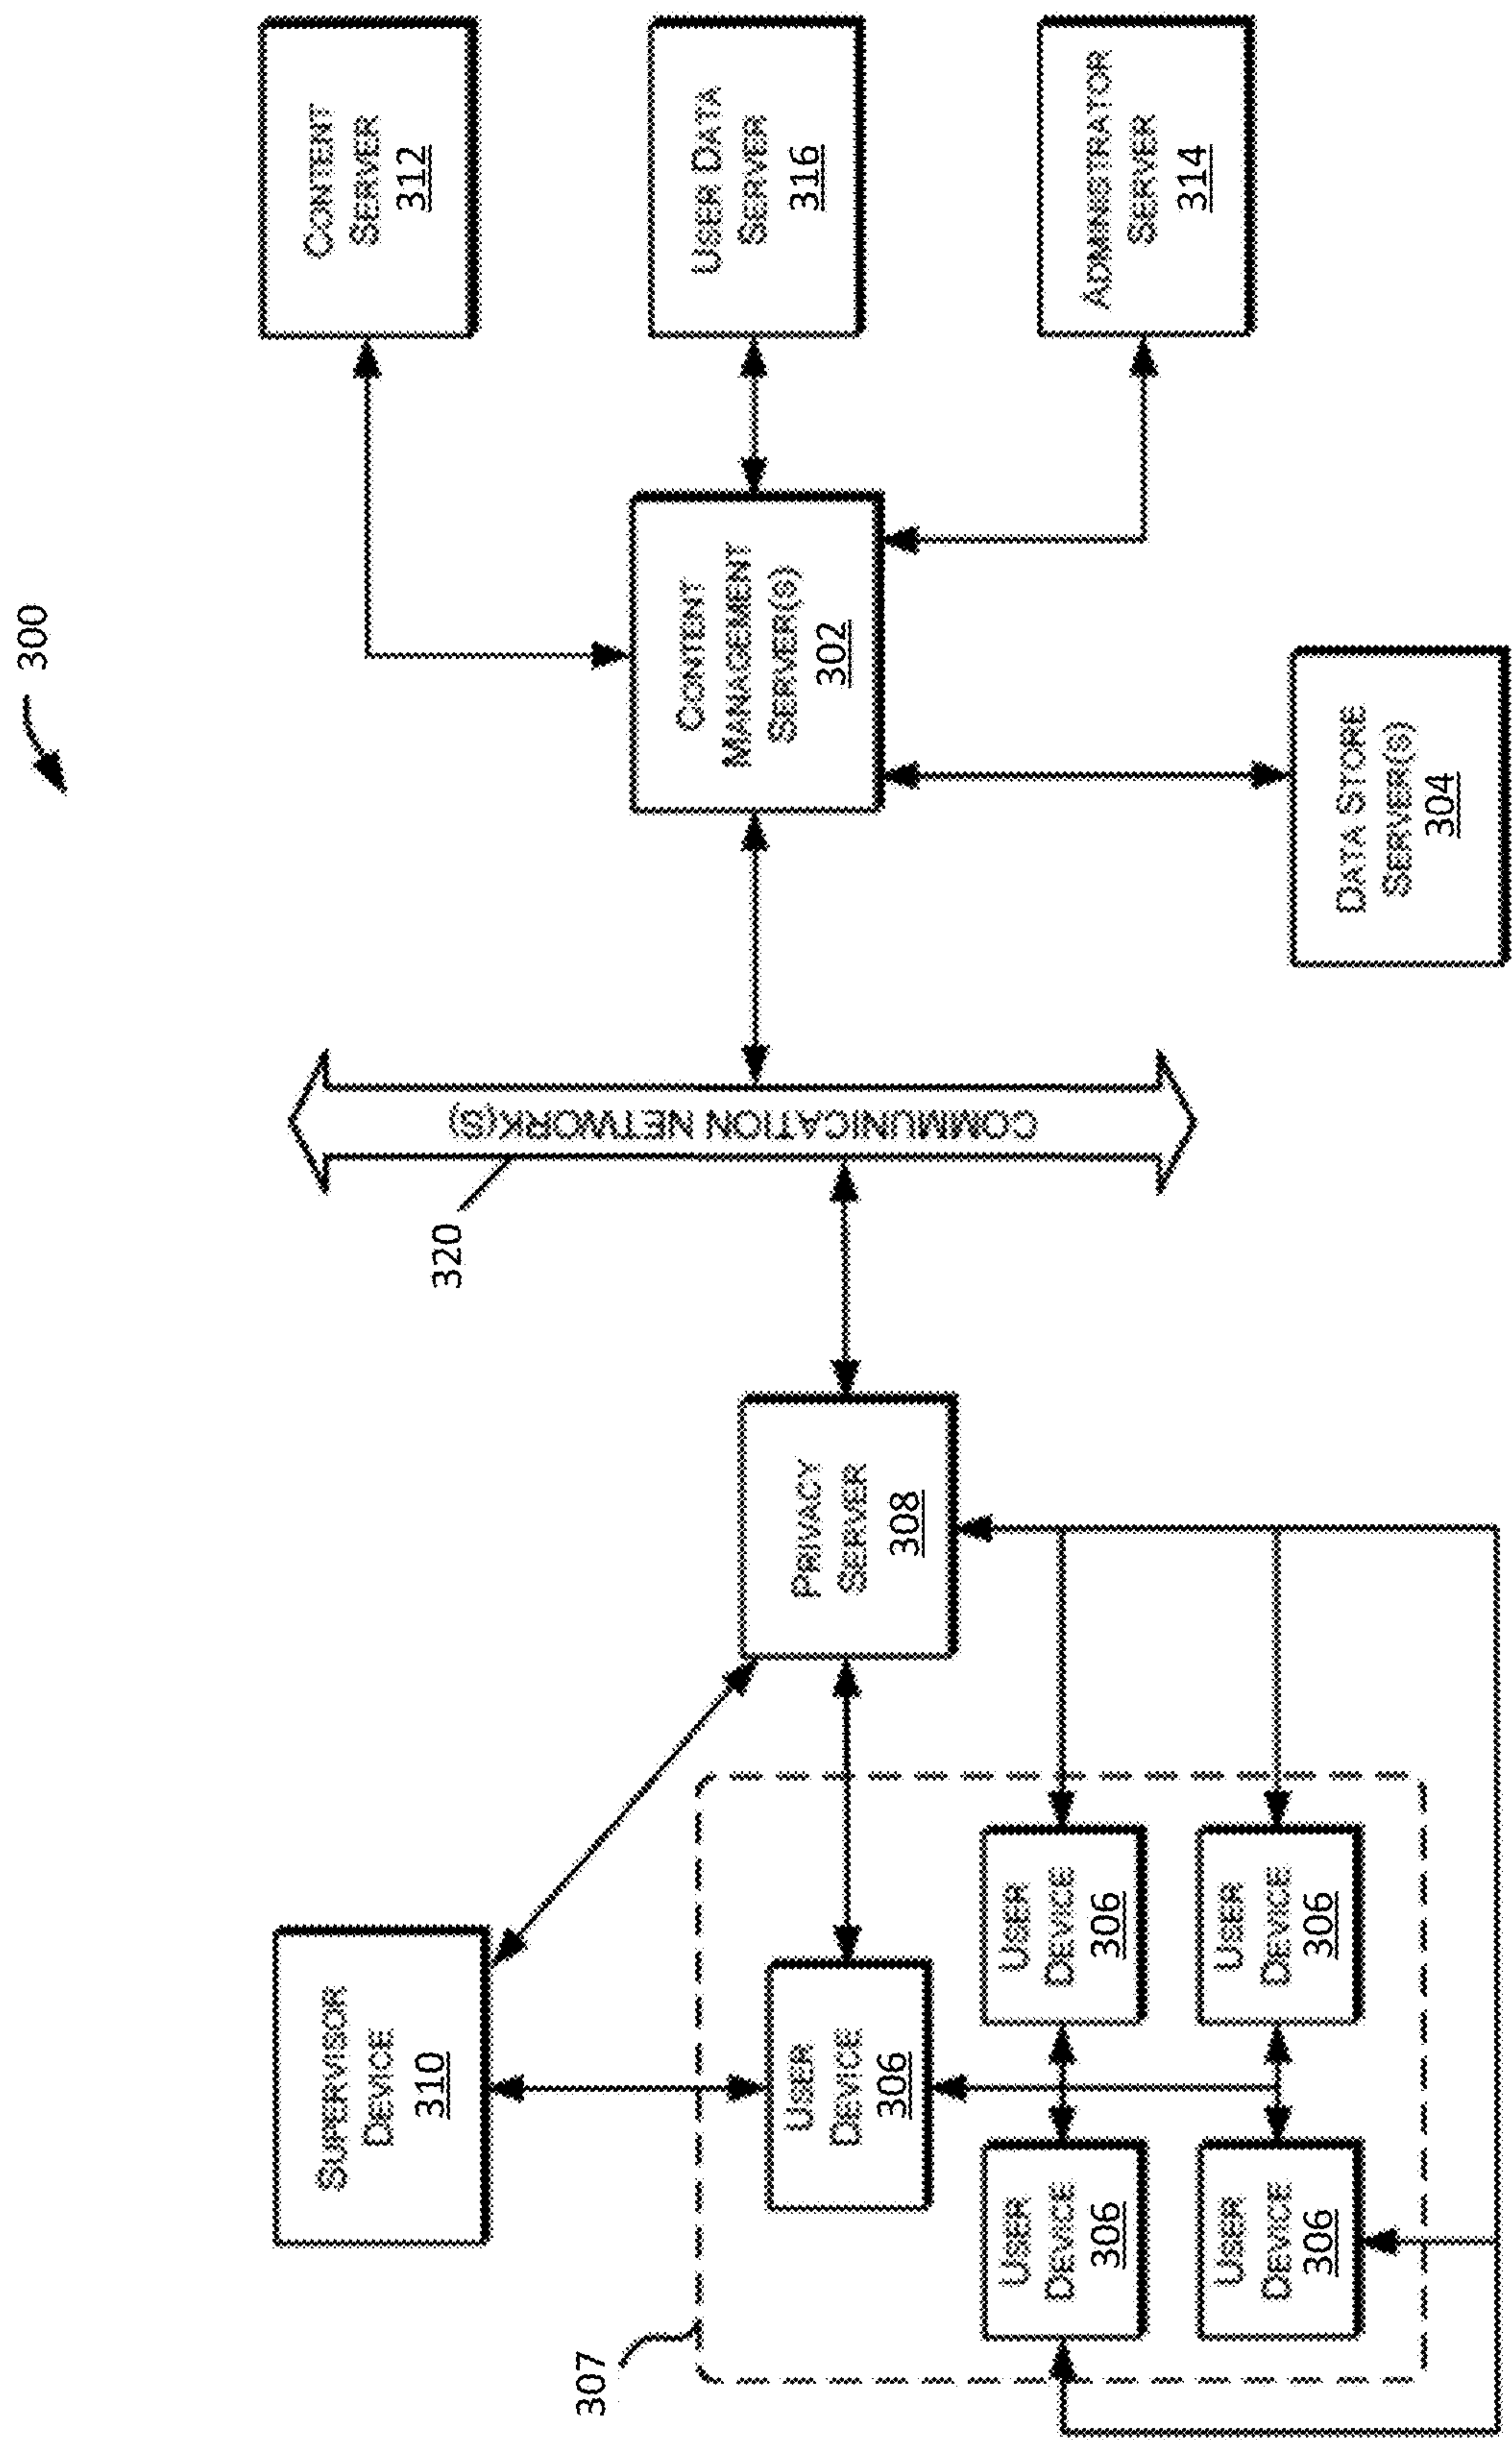 300
SUPERVISOR
DEVICE
310
307
USER
DEVICE
306
USER
DEVICE
306
USER
DEVICE
306
USER
DEVICE
306
USER
DEVICE
306
PRIVACY
SERVER
308
320
COMMUNICATION NETWORK(S)
CONTENT
MANAGEMENT
SERVER(S)
302
DATA STORE
SERVER(S)
304
CONTENT
SERVER
312
USER DATA
SERVER
316
ADMINISTRATOR
SERVER
314